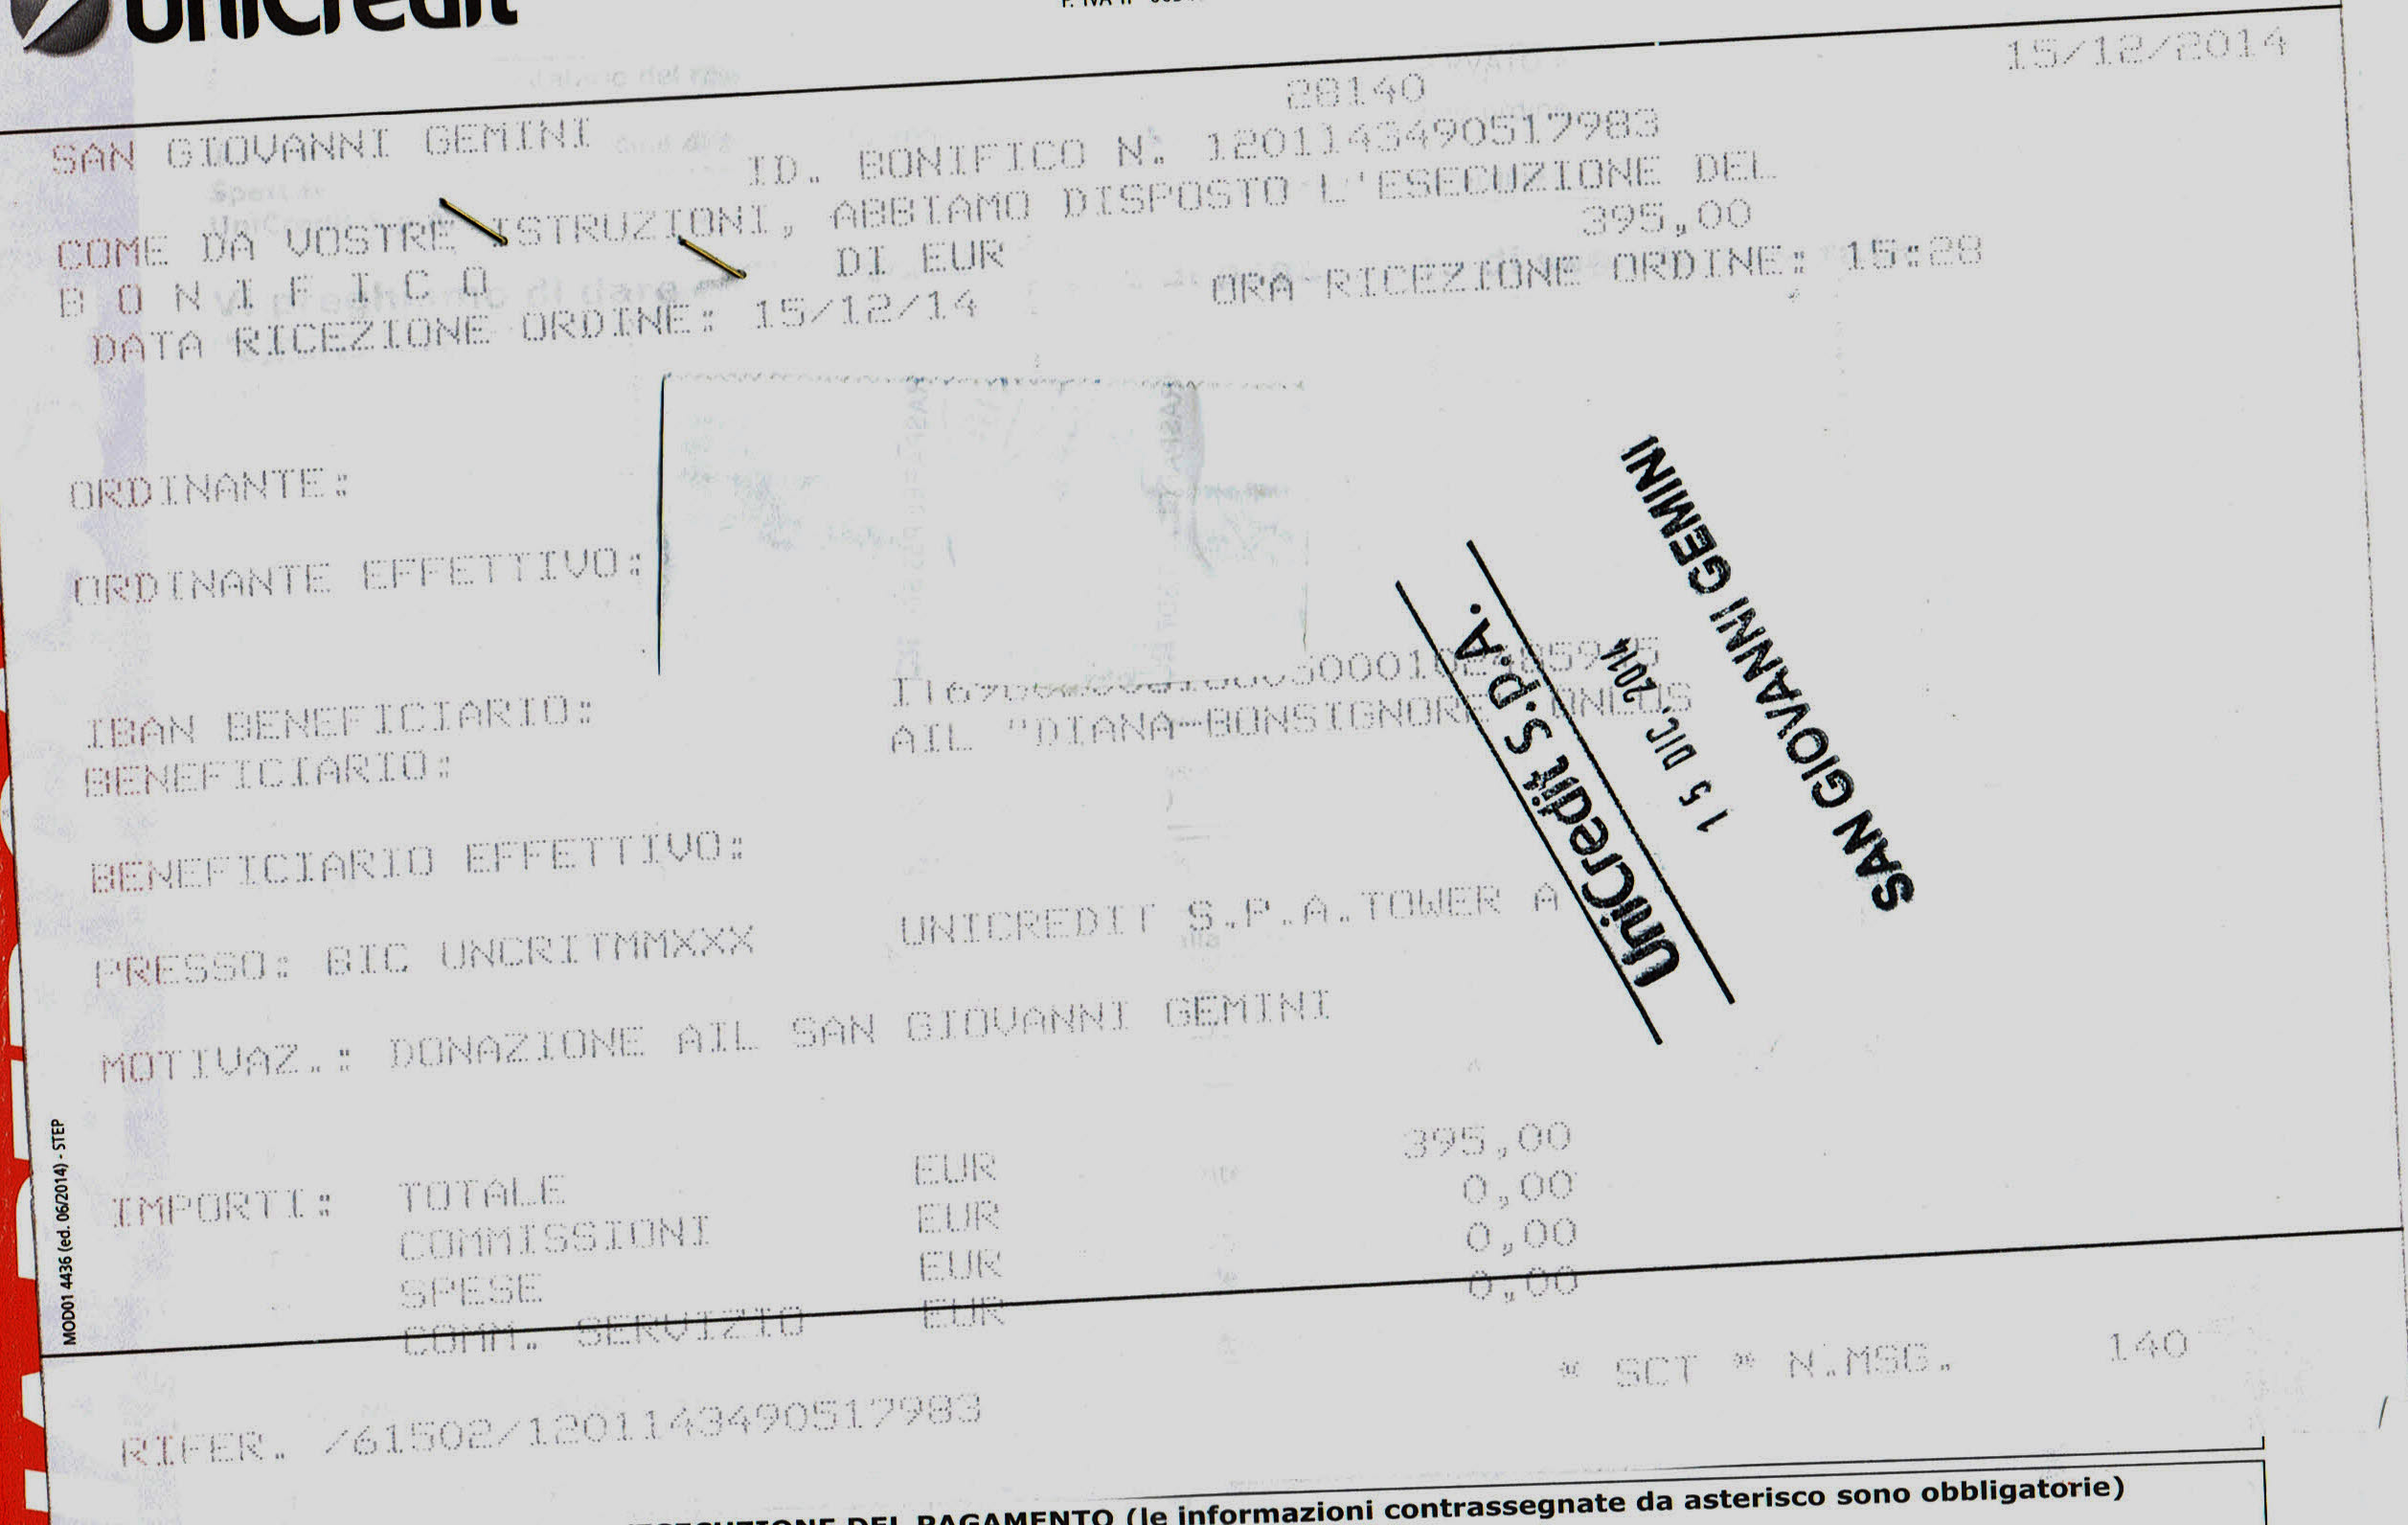 UniCredit
15/12/2014
28140
SAN GIOVANNI GEMINI
ID. BONIFICO N. 1201143490517983
COME DA VOSTRE ISTRUZIONI, ABBIAMO DISPOSTO L'ESECUZIONE DEL
B O N I F I C O DI EUR 395,00
DATA RICEZIONE ORDINE: 15/12/14 ORA RICEZIONE ORDINE: 15:28
ORDINANTE:
ORDINANTE EFFETTIVO:
IBAN BENEFICIARIO:
BENEFICIARIO: AIL "DIANA-BONSIGNORE" ONLUS
BENEFICIARIO EFFETTIVO:
PRESSO: BIC UNCRITMMXXX UNICREDIT S.P.A.TOWER A
MOTIVAZ.: DONAZIONE AIL SAN GIOVANNI GEMINI
IMPORTI: TOTALE EUR 395,00
COMMISSIONI EUR 0,00
SPESE EUR 0,00
COMM. SERVIZIO EUR 0,00
* SCT * N.MSG. 140
RIFER. /61502/1201143490517983
UniCredit S.p.A.
15 DIC. 2014
SAN GIOVANNI GEMINI
MOD01 4436 (ed. 06/2014) - STEP
DEL PAGAMENTO (le informazioni contrassegnate da asterisco sono obbligatorie)